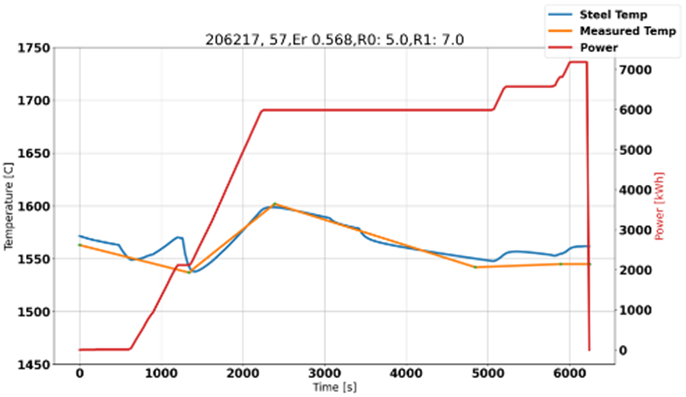 Steel Temp
Measured Temp
Power
206217, 57,Er 0.568,R0: 5.0,R1: 7.0
1750
1700
1650
1600
1550
1500
1450
Temperature [C]
7000
6000
5000
4000
3000
2000
1000
0
Power [kWh]
0 1000 2000 3000 4000 5000 6000
Time [s]